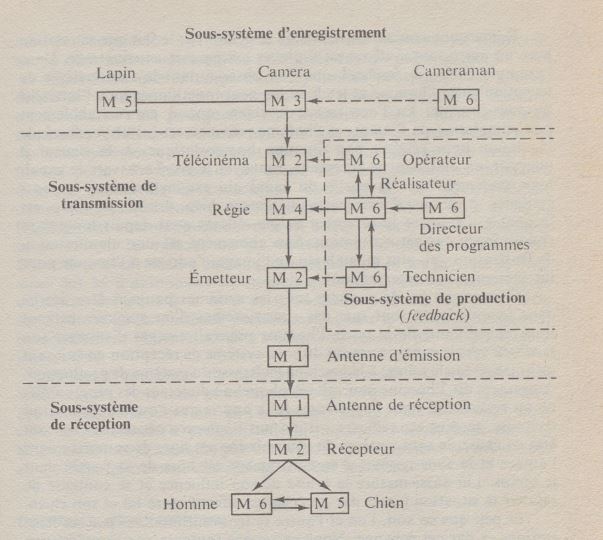 Sous-système d'enregistrement
Lapin Camera Cameraman
M 5 M 3 M 6
Télécinéma M 2 M 6 Opérateur
Réalisateur
Sous-système de
transmission
Régie M 4 M 6 M 6
Directeur
des programmes
Émetteur M 2 M 6 Technicien
Sous-système de production
(feedback)
M 1 Antenne d'émission
Sous-système
de réception
M 1 Antenne de réception
M 2 Récepteur
Homme M 6 M 5 Chien